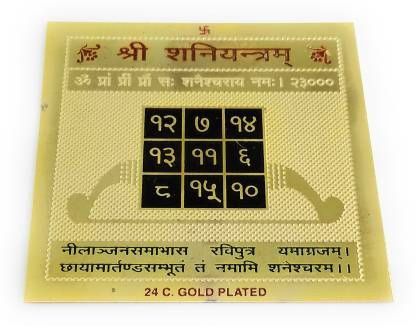 श्री शनियन्त्रम्
ॐ प्रां प्रीं प्रौं सः शनैश्चराय नमः। २३०००
१२ ७ १४
१३ ११ ६
८ १५ १०
नीलाञ्जनसमाभास रविपुत्र यमाग्रजम्।
छायामार्तण्डसम्भूतं तं नमामि शनैश्चरम।।
24 C. GOLD PLATED